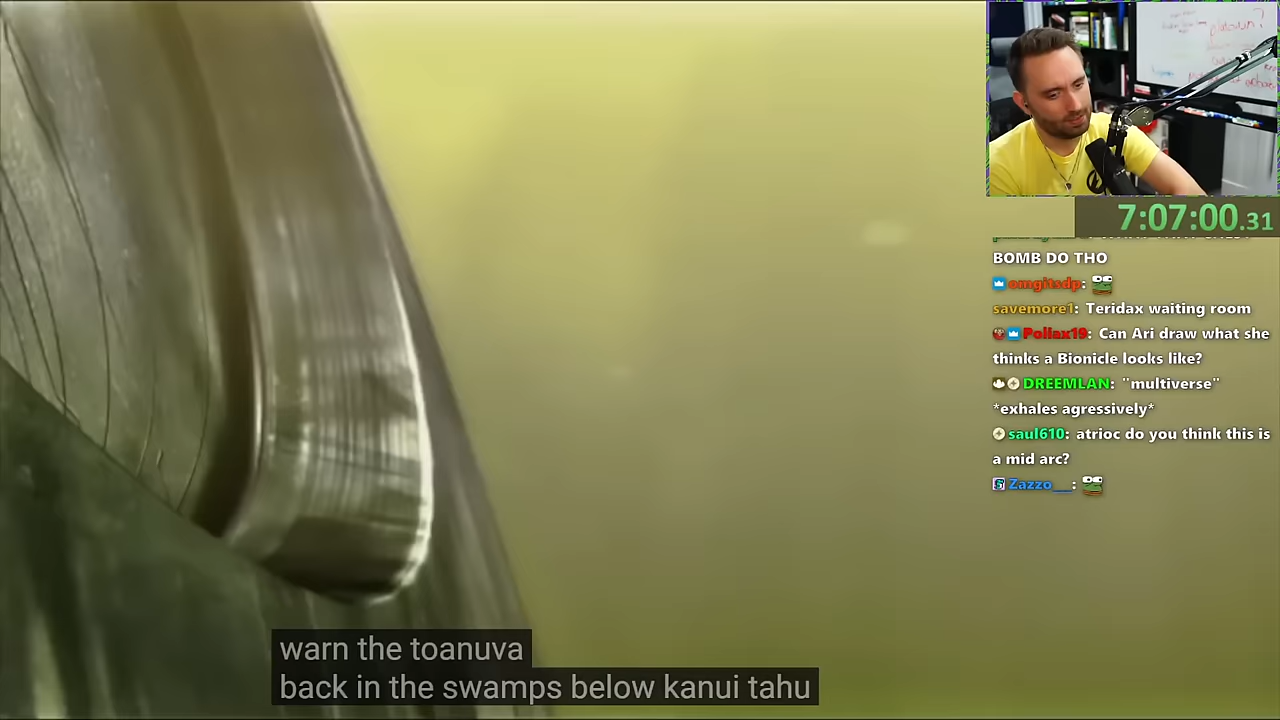 7:07:00.31
BOMB DO THO
omgitsdp:
savemore1: Teridax waiting room
Pollax19: Can Ari draw what she
thinks a Bionicle looks like?
DREEMLAN: "multiverse"
*exhales agressively*
saul610: atrioc do you think this is
a mid arc?
Zazzo__:
warn the toanuva
back in the swamps below kanui tahu